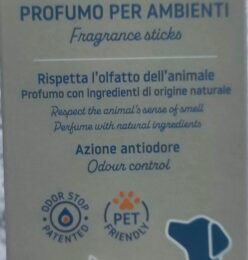 PROFUMO PER AMBIENTI
Fragrance sticks
Rispetta l'olfatto dell'animale
Profumo con ingredienti di origine naturale
Respect the animal's sense of smell
Perfume with natural ingredients
Azione antiodore
Odour control
ODOR STOP
PATENTED
PET
FRIENDLY